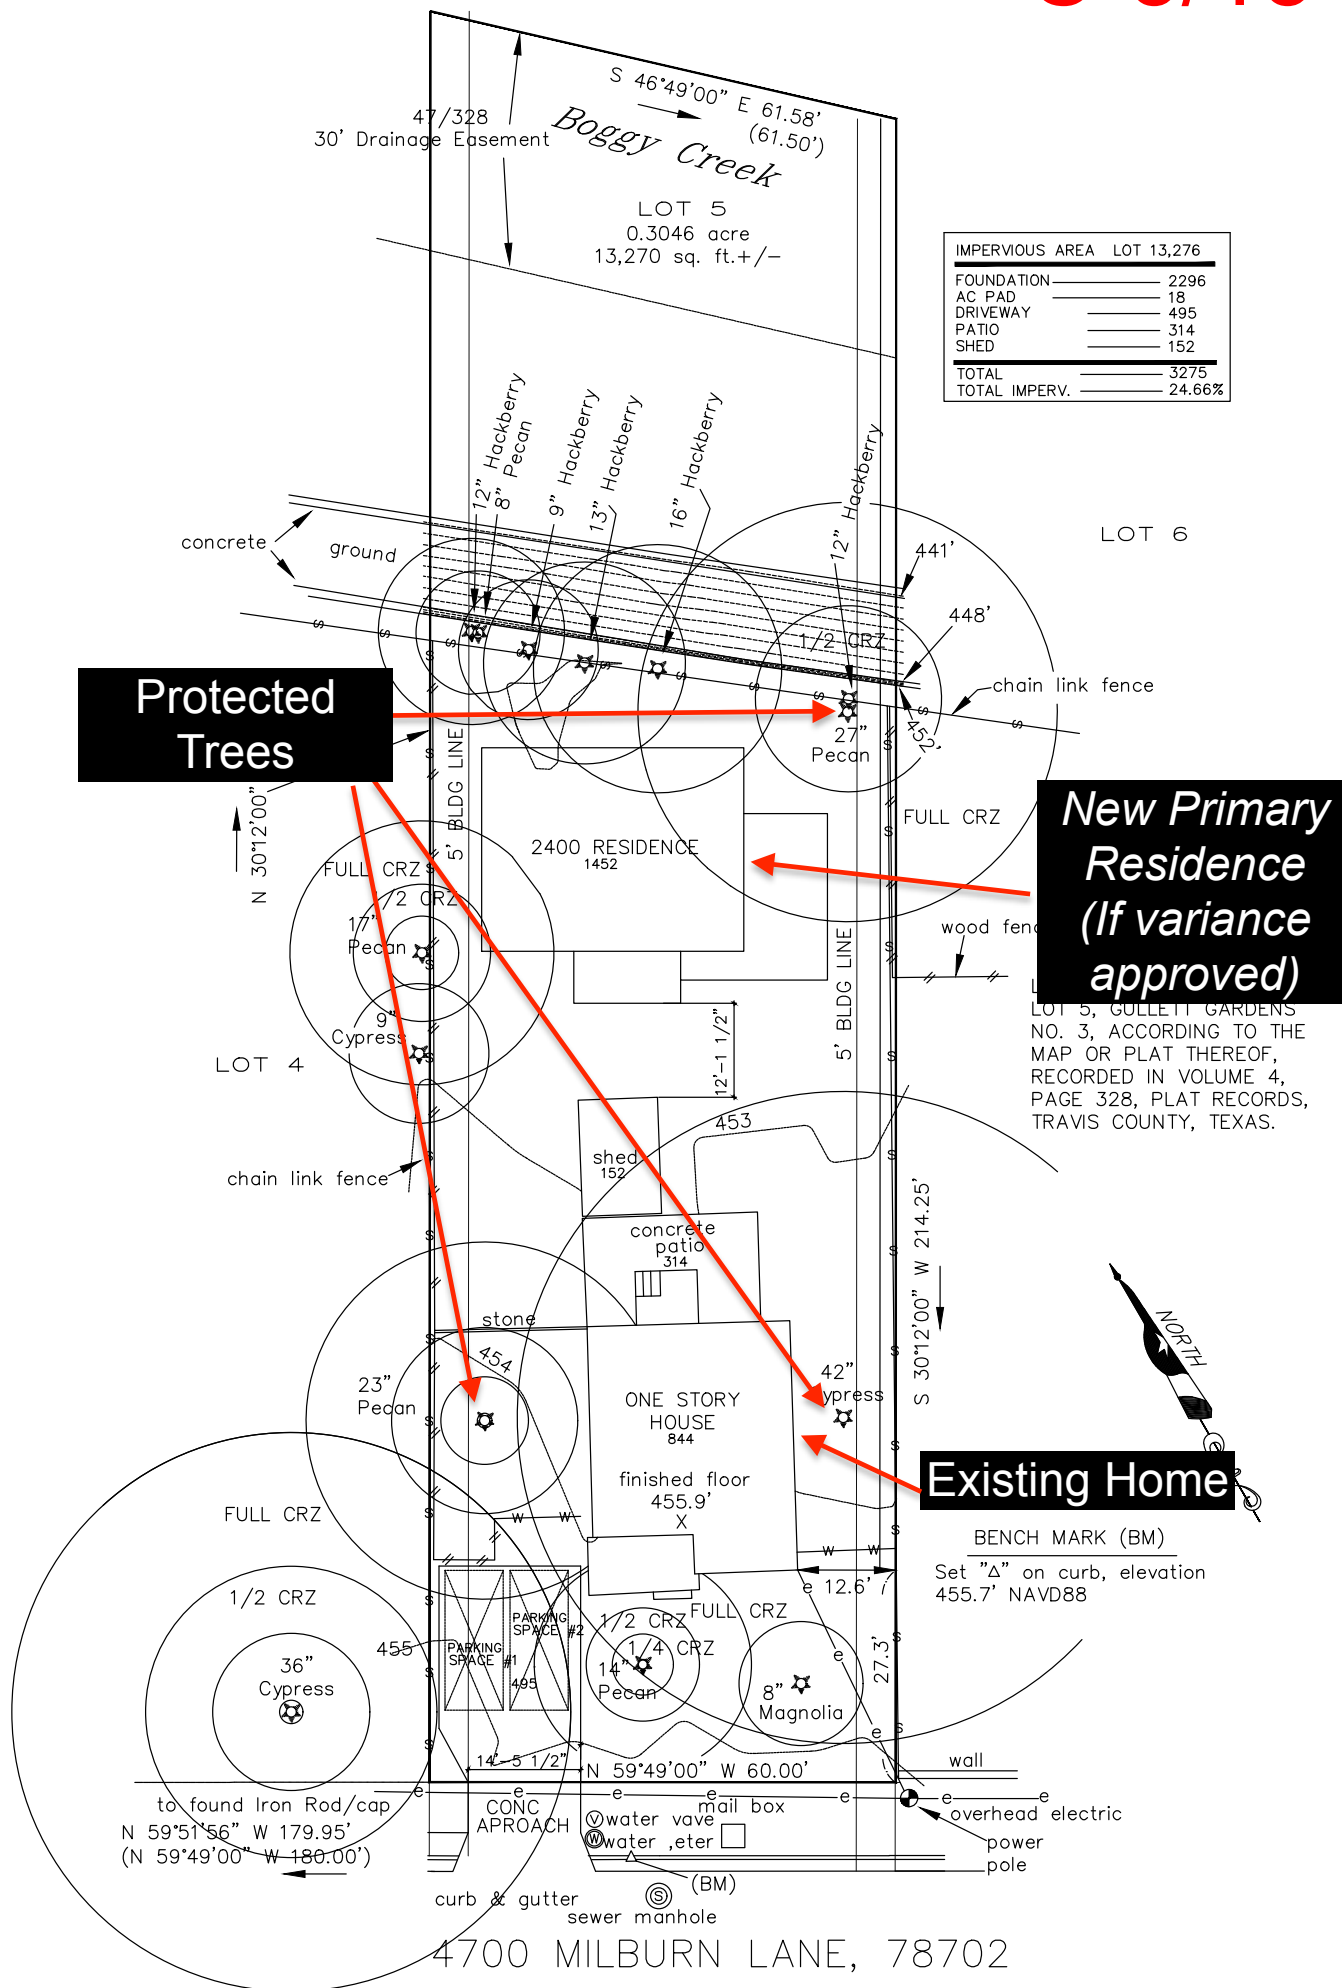 S 46°49'00" E 61.58'
(61.50')
47/328
30' Drainage Easement
Boggy Creek
LOT 5
0.3046 acre
13,270 sq. ft.+/-
IMPERVIOUS AREA LOT 13,276
FOUNDATION 2296
AC PAD 18
DRIVEWAY 495
PATIO 314
SHED 152
TOTAL 3275
TOTAL IMPERV. 24.66%
12" Hackberry
8" Pecan
9" Hackberry
13" Hackberry
16" Hackberry
12" Hackberry
LOT 6
concrete
ground
441'
448'
1/2 CRZ
chain link fence
452'
27"
Pecan
Protected
Trees
N 30°12'00"
5' BLDG LINE
FULL CRZ
New Primary
Residence
(If variance
approved)
2400 RESIDENCE
1452
FULL CRZ
1/2 CRZ
17"
Pecan
wood fenc
5' BLDG LINE
LOT 5, GULLETT GARDENS
NO. 3, ACCORDING TO THE
MAP OR PLAT THEREOF,
RECORDED IN VOLUME 4,
PAGE 328, PLAT RECORDS,
TRAVIS COUNTY, TEXAS.
9"
Cypress
12'-1 1/2"
LOT 4
453
shed
152
chain link fence
concrete
patio
314
S 30°12'00" W 214.25'
NORTH
stone
454
23"
Pecan
42"
ypress
ONE STORY
HOUSE
844
finished floor
455.9'
X
Existing Home
FULL CRZ
W W
W W
BENCH MARK (BM)
Set "△" on curb, elevation
455.7' NAVD88
e 12.6'
1/2 CRZ
PARKING
SPACE #2
PARKING
SPACE #1
495
455
1/2 CRZ
FULL CRZ
1/4 CRZ
14"
Pecan
8"
Magnolia
27.3'
36"
Cypress
14'-5 1/2"
N 59°49'00" W 60.00'
wall
to found Iron Rod/cap
N 59°51'56" W 179.95'
(N 59°49'00" W 180.00')
CONC
APROACH
V water vave
W water ,eter
mail box
overhead electric
power
pole
(BM)
curb & gutter
S
sewer manhole
4700 MILBURN LANE, 78702